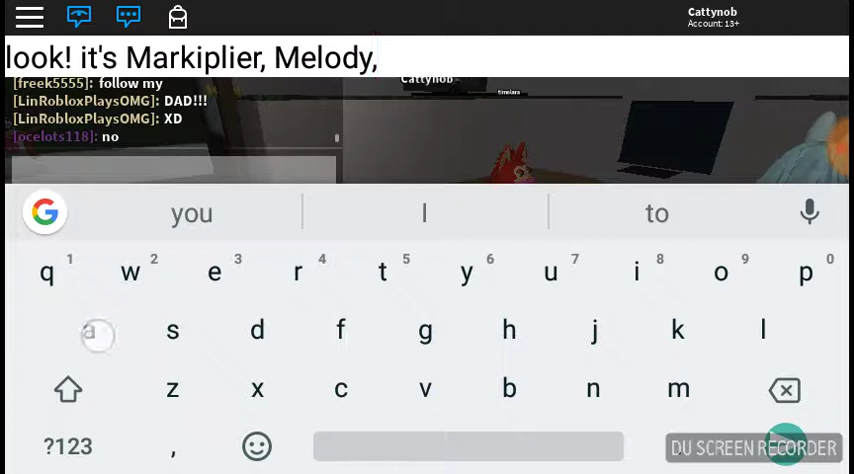 Cattynob
Account: 13+
look! it's Markiplier, Melody,
[freek5555]: follow my
[LinRobloxPlaysOMG]: DAD!!!
[LinRobloxPlaysOMG]: XD
[ocelots118]: no
Cattynob
Emolara
G you I to
q 1 w 2 e 3 r 4 t 5 y 6 u 7 i 8 o 9 p 0
a s d f g h j k l
z x c v b n m
?123 , .
DU SCREEN RECORDER